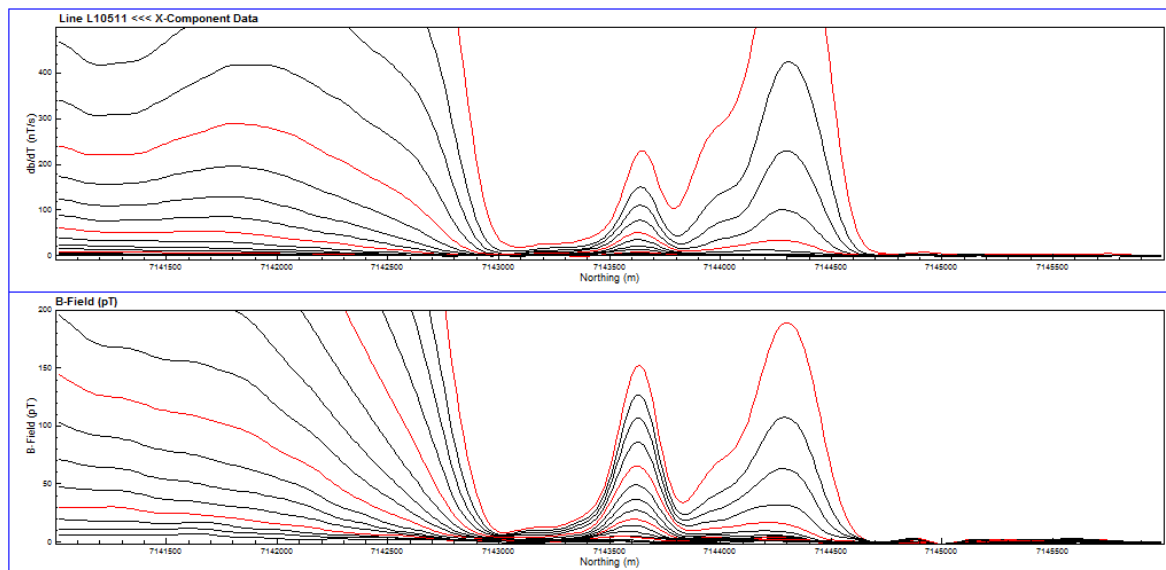 Line L10511 <<< X-Component Data
db/dT (nT/s)
400
300
200
100
0
7141500 7142000 7142500 7143000 7143500 7144000 7144500 7145000 7145500
Northing (m)
B-Field (pT)
B-Field (pT)
200
150
100
50
0
7141500 7142000 7142500 7143000 7143500 7144000 7144500 7145000 7145500
Northing (m)